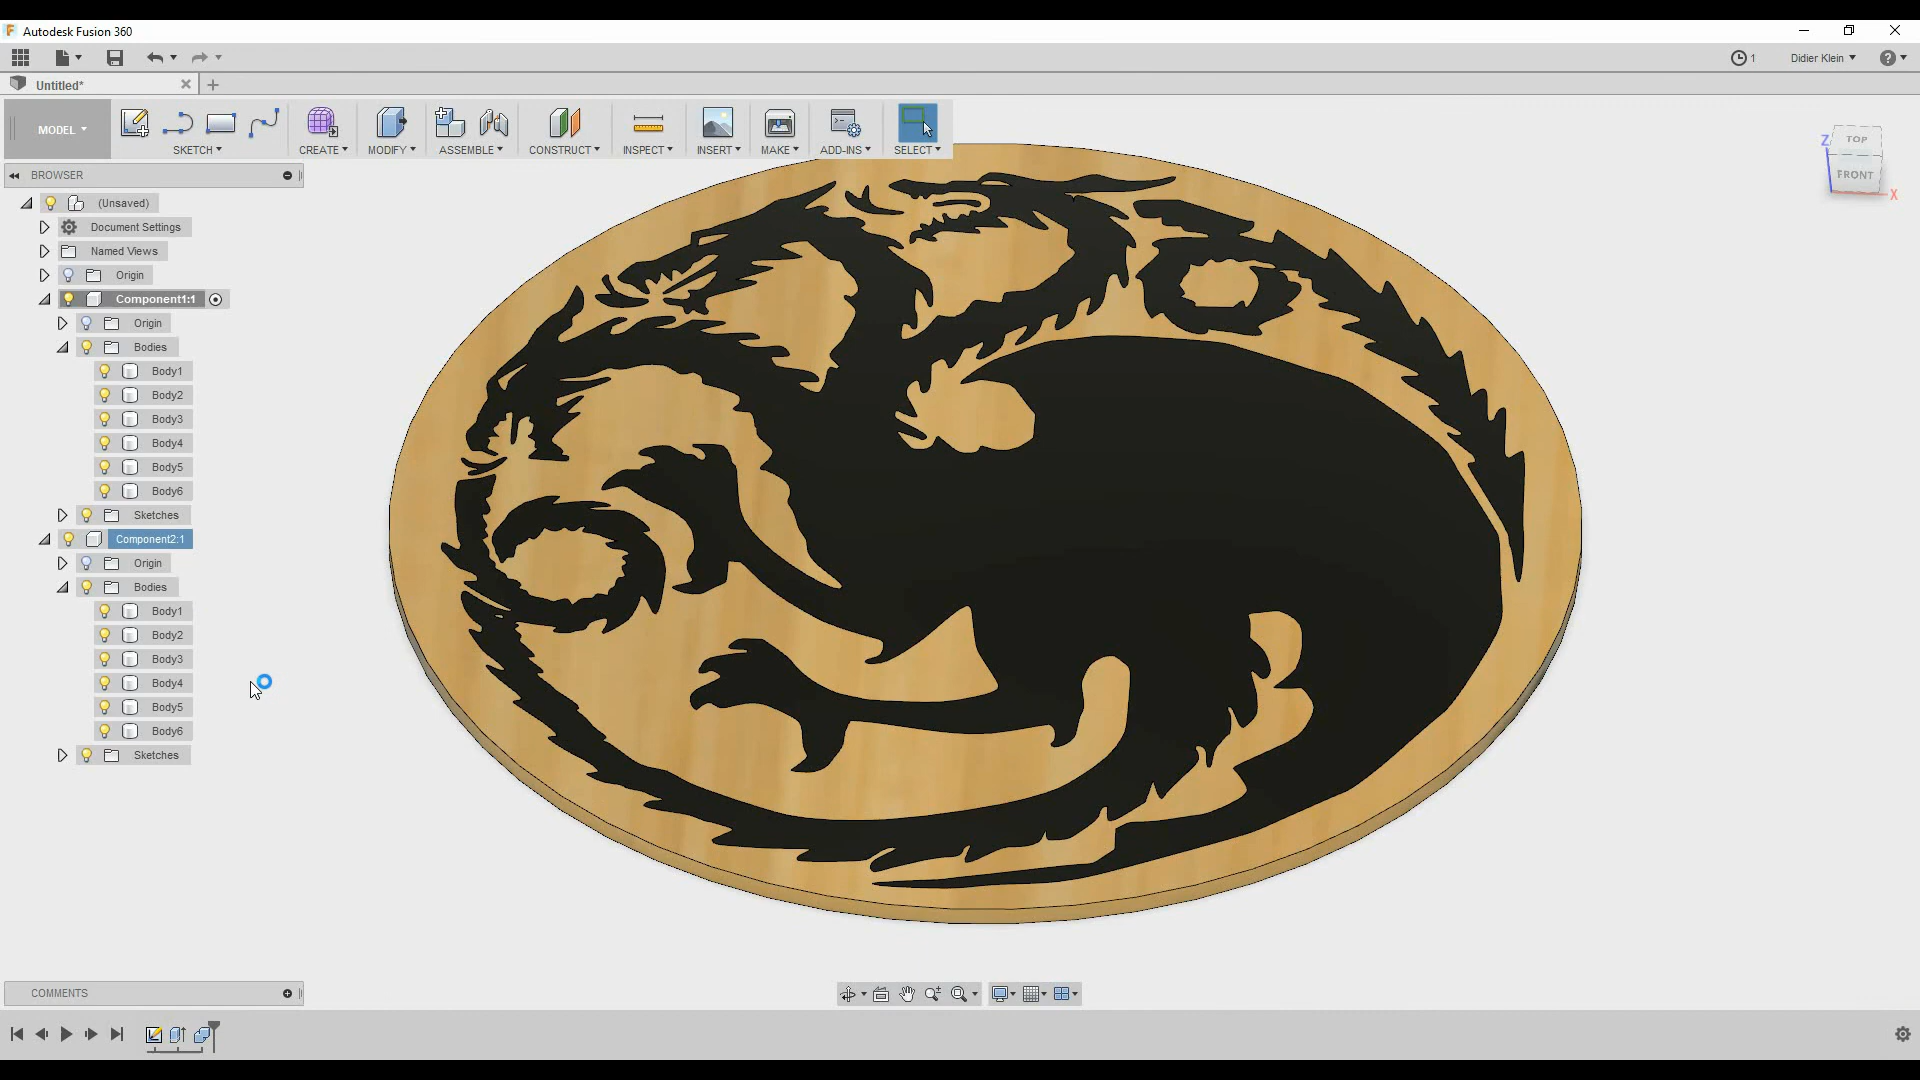 Autodesk Fusion 360
1
Didier Klein
Untitled*
MODEL
SKETCH
CREATE
MODIFY
ASSEMBLE
CONSTRUCT
INSPECT
INSERT
MAKE
ADD-INS
SELECT
TOP
Z
FRONT
X
BROWSER
(Unsaved)
Document Settings
Named Views
Origin
Component1:1
Origin
Bodies
Body1
Body2
Body3
Body4
Body5
Body6
Sketches
Component2:1
Origin
Bodies
Body1
Body2
Body3
Body4
Body5
Body6
Sketches
COMMENTS